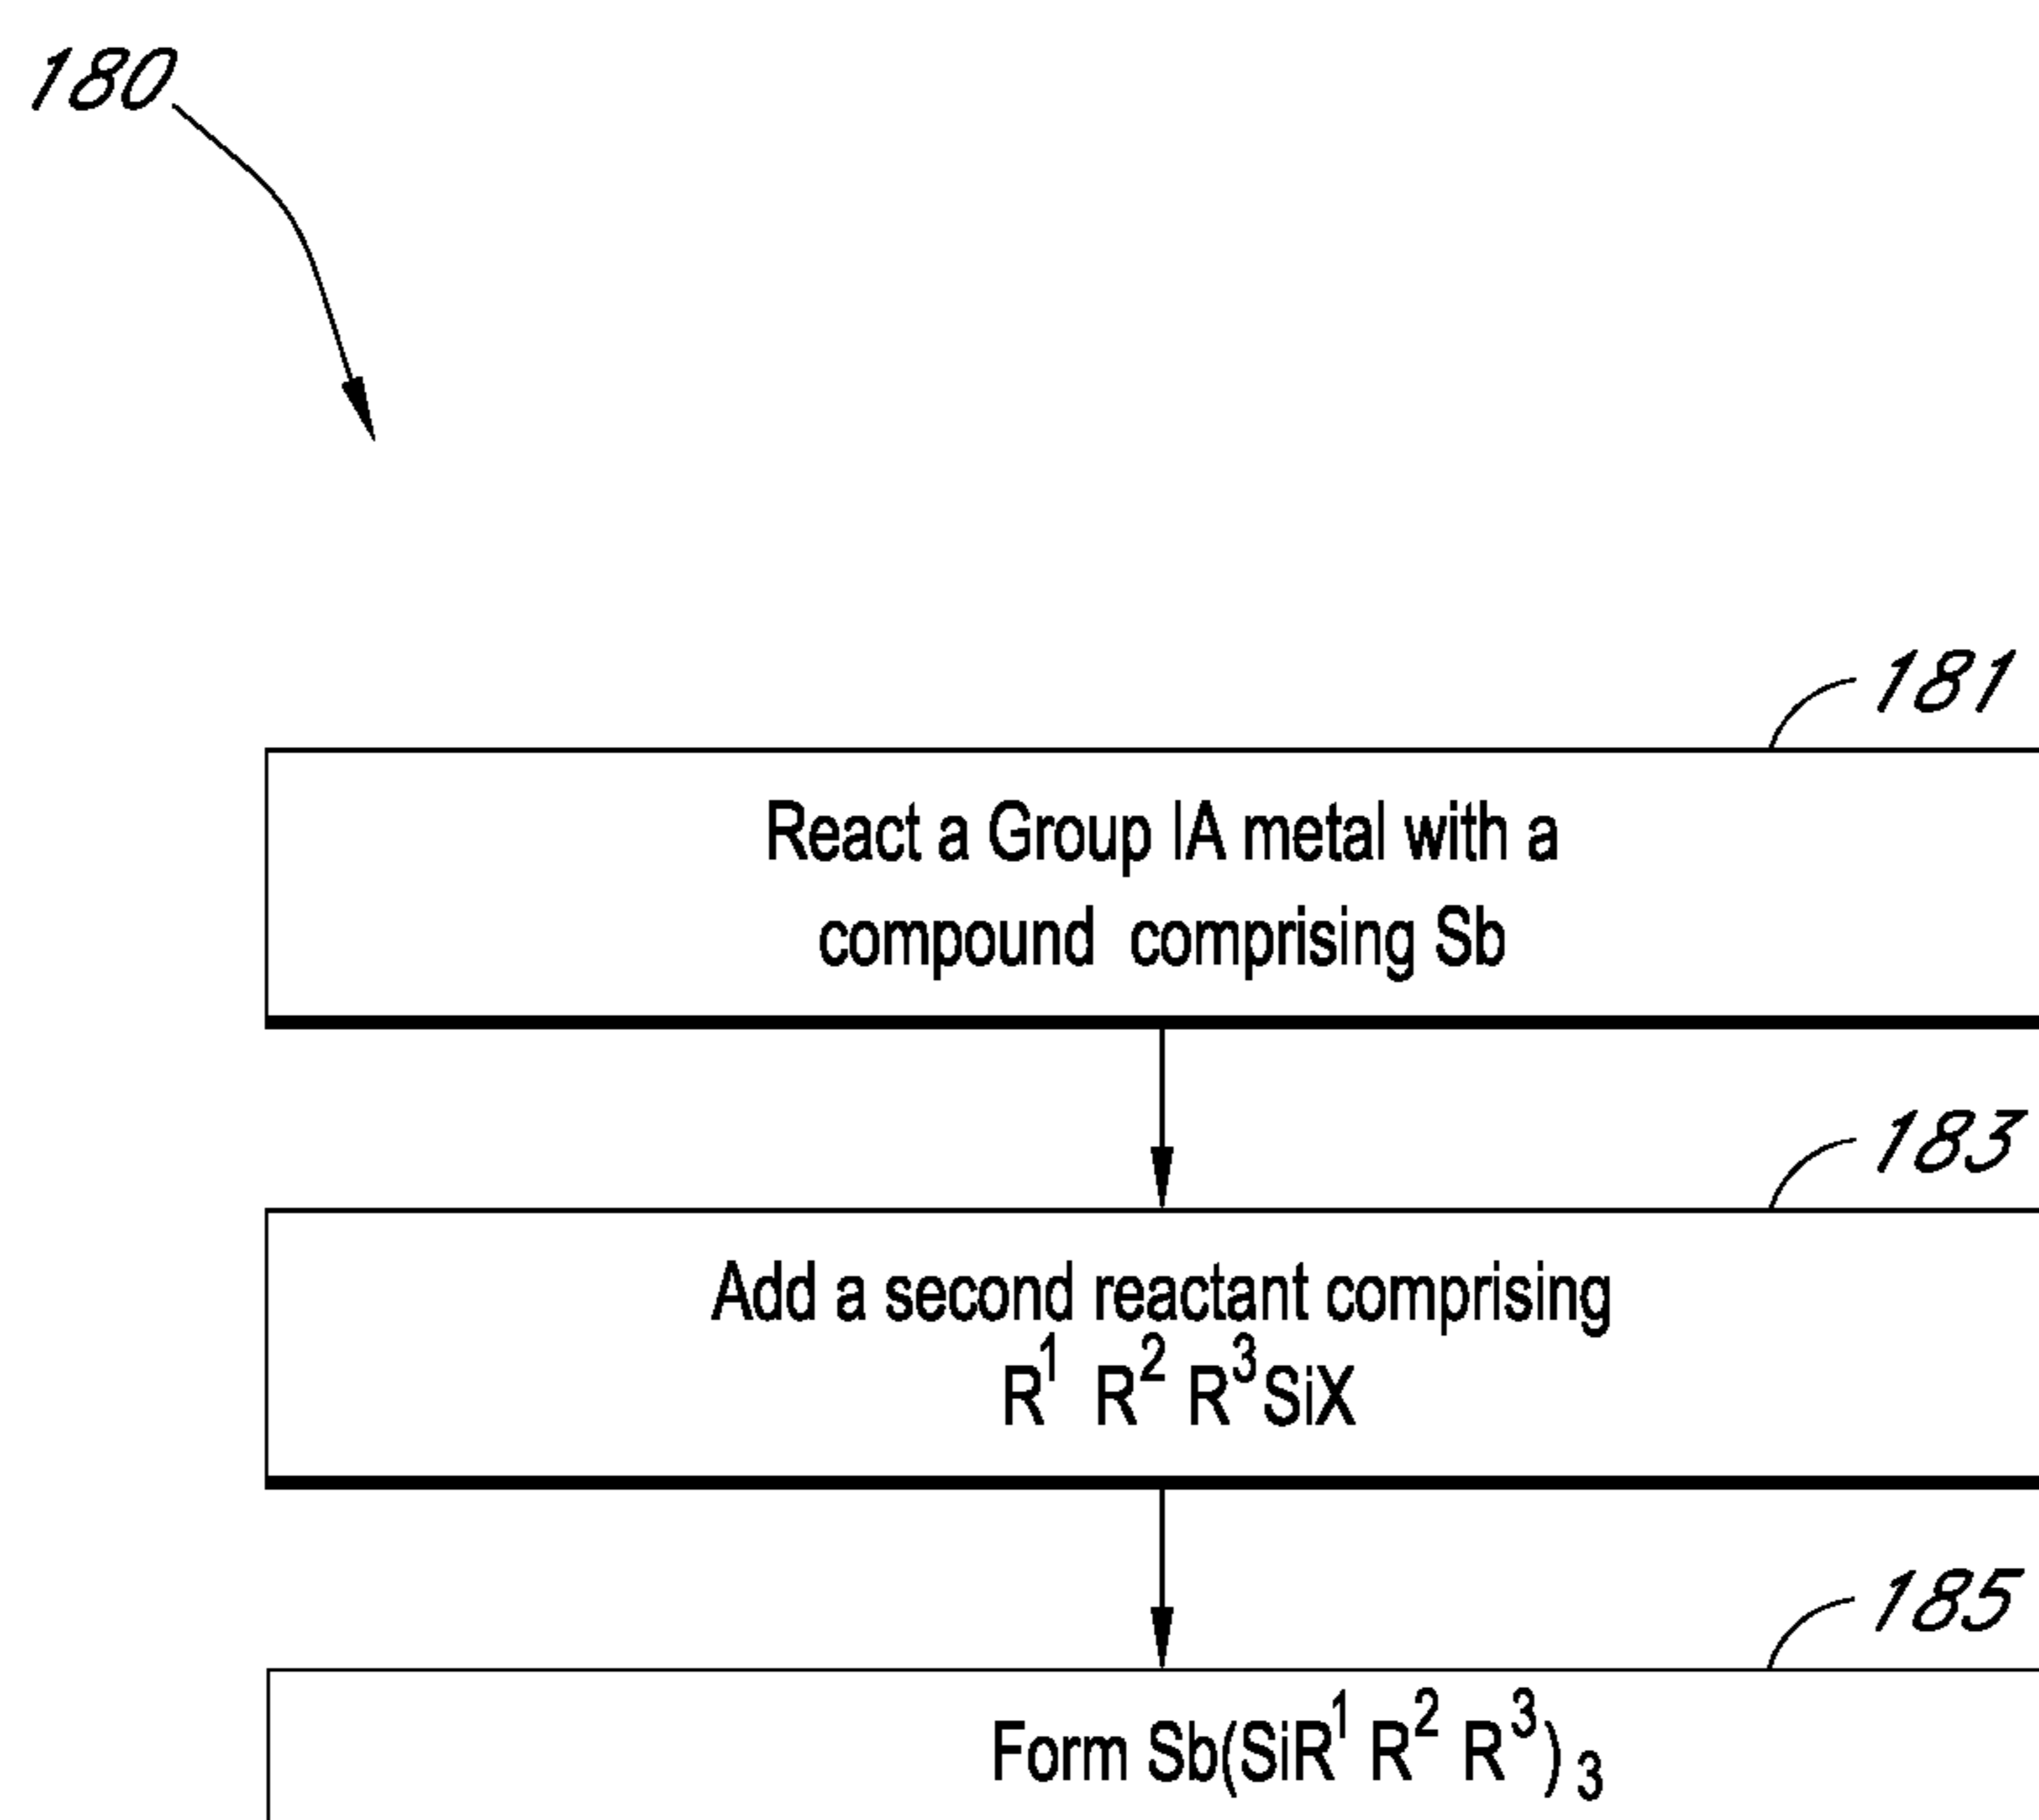 180
181
React a Group IA metal with a
compound comprising Sb
183
Add a second reactant comprising
R¹ R² R³SiX
185
Form Sb(SiR¹ R² R³)₃